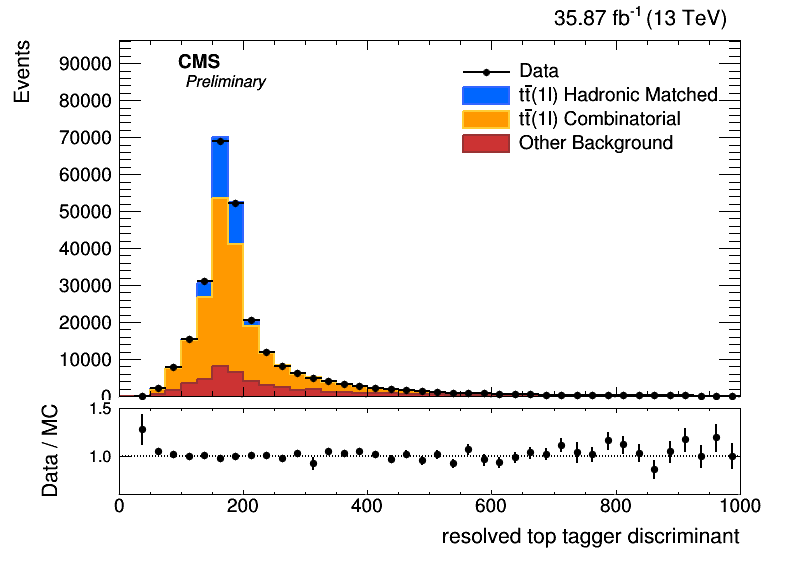 35.87 fb⁻¹ (13 TeV)
Events
CMS
Preliminary
Data
tt̄(1l) Hadronic Matched
tt̄(1l) Combinatorial
Other Background
90000
80000
70000
60000
50000
40000
30000
20000
10000
0
Data / MC
1.5
1.0
0 200 400 600 800 1000
resolved top tagger discriminant